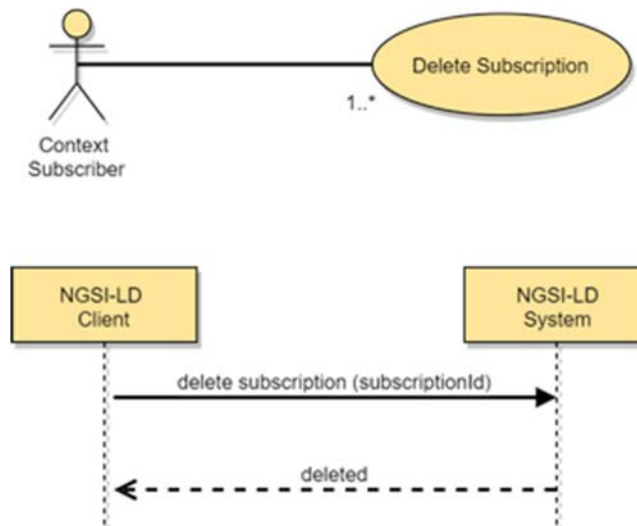 Delete Subscription
1..*
Context
Subscriber
NGSI-LD
Client
NGSI-LD
System
delete subscription (subscriptionId)
deleted